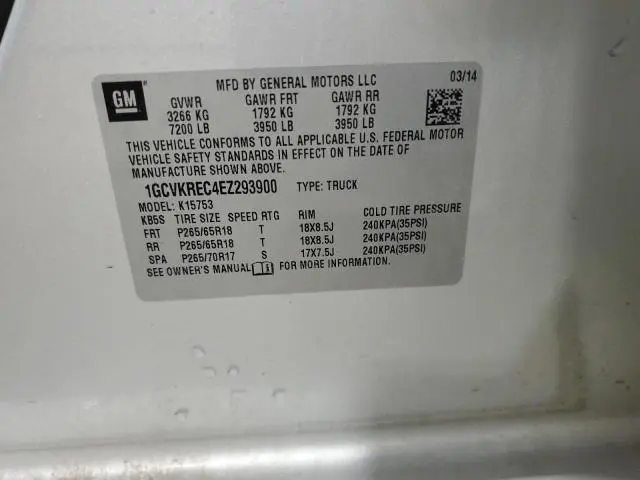 GM
MFD BY GENERAL MOTORS LLC 03/14
GVWR GAWR FRT GAWR RR
3266 KG 1792 KG 1792 KG
7200 LB 3950 LB 3950 LB
THIS VEHICLE CONFORMS TO ALL APPLICABLE U.S. FEDERAL MOTOR
VEHICLE SAFETY STANDARDS IN EFFECT ON THE DATE OF
MANUFACTURE SHOWN ABOVE.
1GCVKREC4EZ293900 TYPE: TRUCK
MODEL: K15753
KB5S TIRE SIZE SPEED RTG RIM COLD TIRE PRESSURE
FRT P265/65R18 T 18X8.5J 240KPA(35PSI)
RR P265/65R18 T 18X8.5J 240KPA(35PSI)
SPA P265/70R17 S 17X7.5J 240KPA(35PSI)
SEE OWNER'S MANUAL FOR MORE INFORMATION.